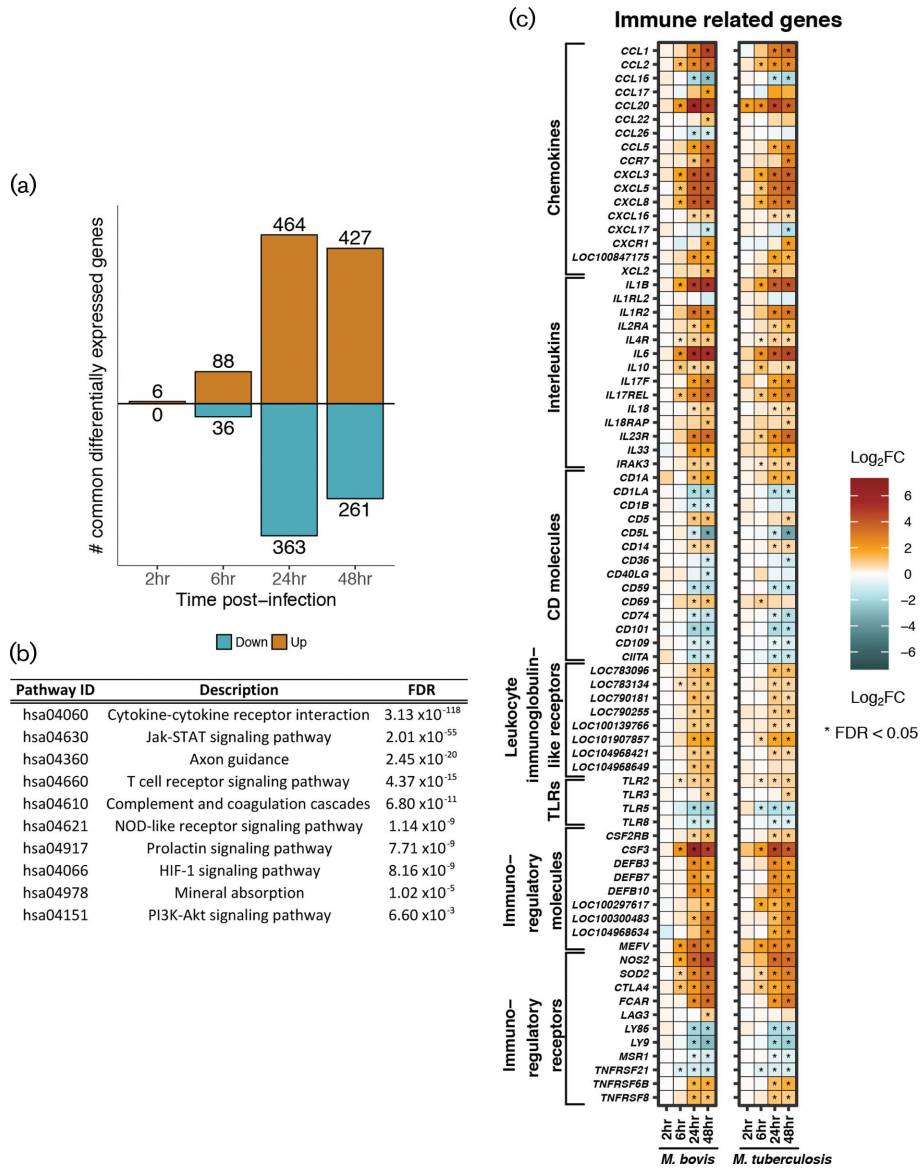 (a)
# common differentially expressed genes
6
0
88
36
464
363
427
261
2hr
6hr
24hr
48hr
Time post-infection
Down
Up
(b)
Pathway ID Description FDR
hsa04060 Cytokine-cytokine receptor interaction 3.13 x10⁻¹¹⁸
hsa04630 Jak-STAT signaling pathway 2.01 x10⁻⁵⁵
hsa04360 Axon guidance 2.45 x10⁻²⁰
hsa04660 T cell receptor signaling pathway 4.37 x10⁻¹⁵
hsa04610 Complement and coagulation cascades 6.80 x10⁻¹¹
hsa04621 NOD-like receptor signaling pathway 1.14 x10⁻⁹
hsa04917 Prolactin signaling pathway 7.71 x10⁻⁹
hsa04066 HIF-1 signaling pathway 8.16 x10⁻⁹
hsa04978 Mineral absorption 1.02 x10⁻⁵
hsa04151 PI3K-Akt signaling pathway 6.60 x10⁻³
(c)
Immune related genes
Chemokines
CCL1
CCL2
CCL16
CCL17
CCL20
CCL22
CCL26
CCL5
CCR7
CXCL3
CXCL5
CXCL8
CXCL16
CXCL17
CXCR1
LOC100847175
XCL2
Interleukins
IL1B
IL1RL2
IL1R2
IL2RA
IL4R
IL6
IL10
IL17F
IL17REL
IL18
IL18RAP
IL23R
IL33
IRAK3
CD molecules
CD1A
CD1LA
CD1B
CD5
CD5L
CD14
CD36
CD40LG
CD59
CD69
CD74
CD101
CD109
CIITA
Leukocyte
immunoglobulin-
like receptors
LOC783096
LOC783134
LOC790181
LOC790255
LOC100139766
LOC101907857
LOC104968421
LOC104968649
TLRs
TLR2
TLR3
TLR5
TLR8
Immuno-
regulatory
molecules
CSF2RB
CSF3
DEFB3
DEFB7
DEFB10
LOC100297617
LOC100300483
LOC104968634
MEFV
Immuno-
regulatory
receptors
NOS2
SOD2
CTLA4
FCAR
LAG3
LY86
LY9
MSR1
TNFRSF21
TNFRSF6B
TNFRSF8
2hr
6hr
24hr
48hr
M. bovis
2hr
6hr
24hr
48hr
M. tuberculosis
Log₂FC
6
4
2
0
−2
−4
−6
Log₂FC
* FDR < 0.05